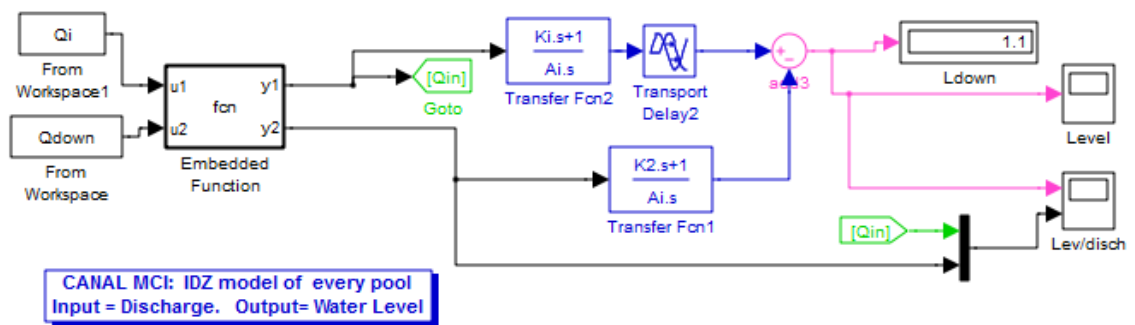 Qi
From
Workspace1
Qdown
From
Workspace
u1
u2
fcn
y1
y2
Embedded
Function
[Qin]
Goto
Ki.s+1
Ai.s
Transfer Fcn2
Transport
Delay2
K2.s+1
Ai.s
Transfer Fcn1
+
-
1.1
Ldown
Level
[Qin]
Lev/disch
CANAL MCI: IDZ model of every pool
Input = Discharge. Output= Water Level